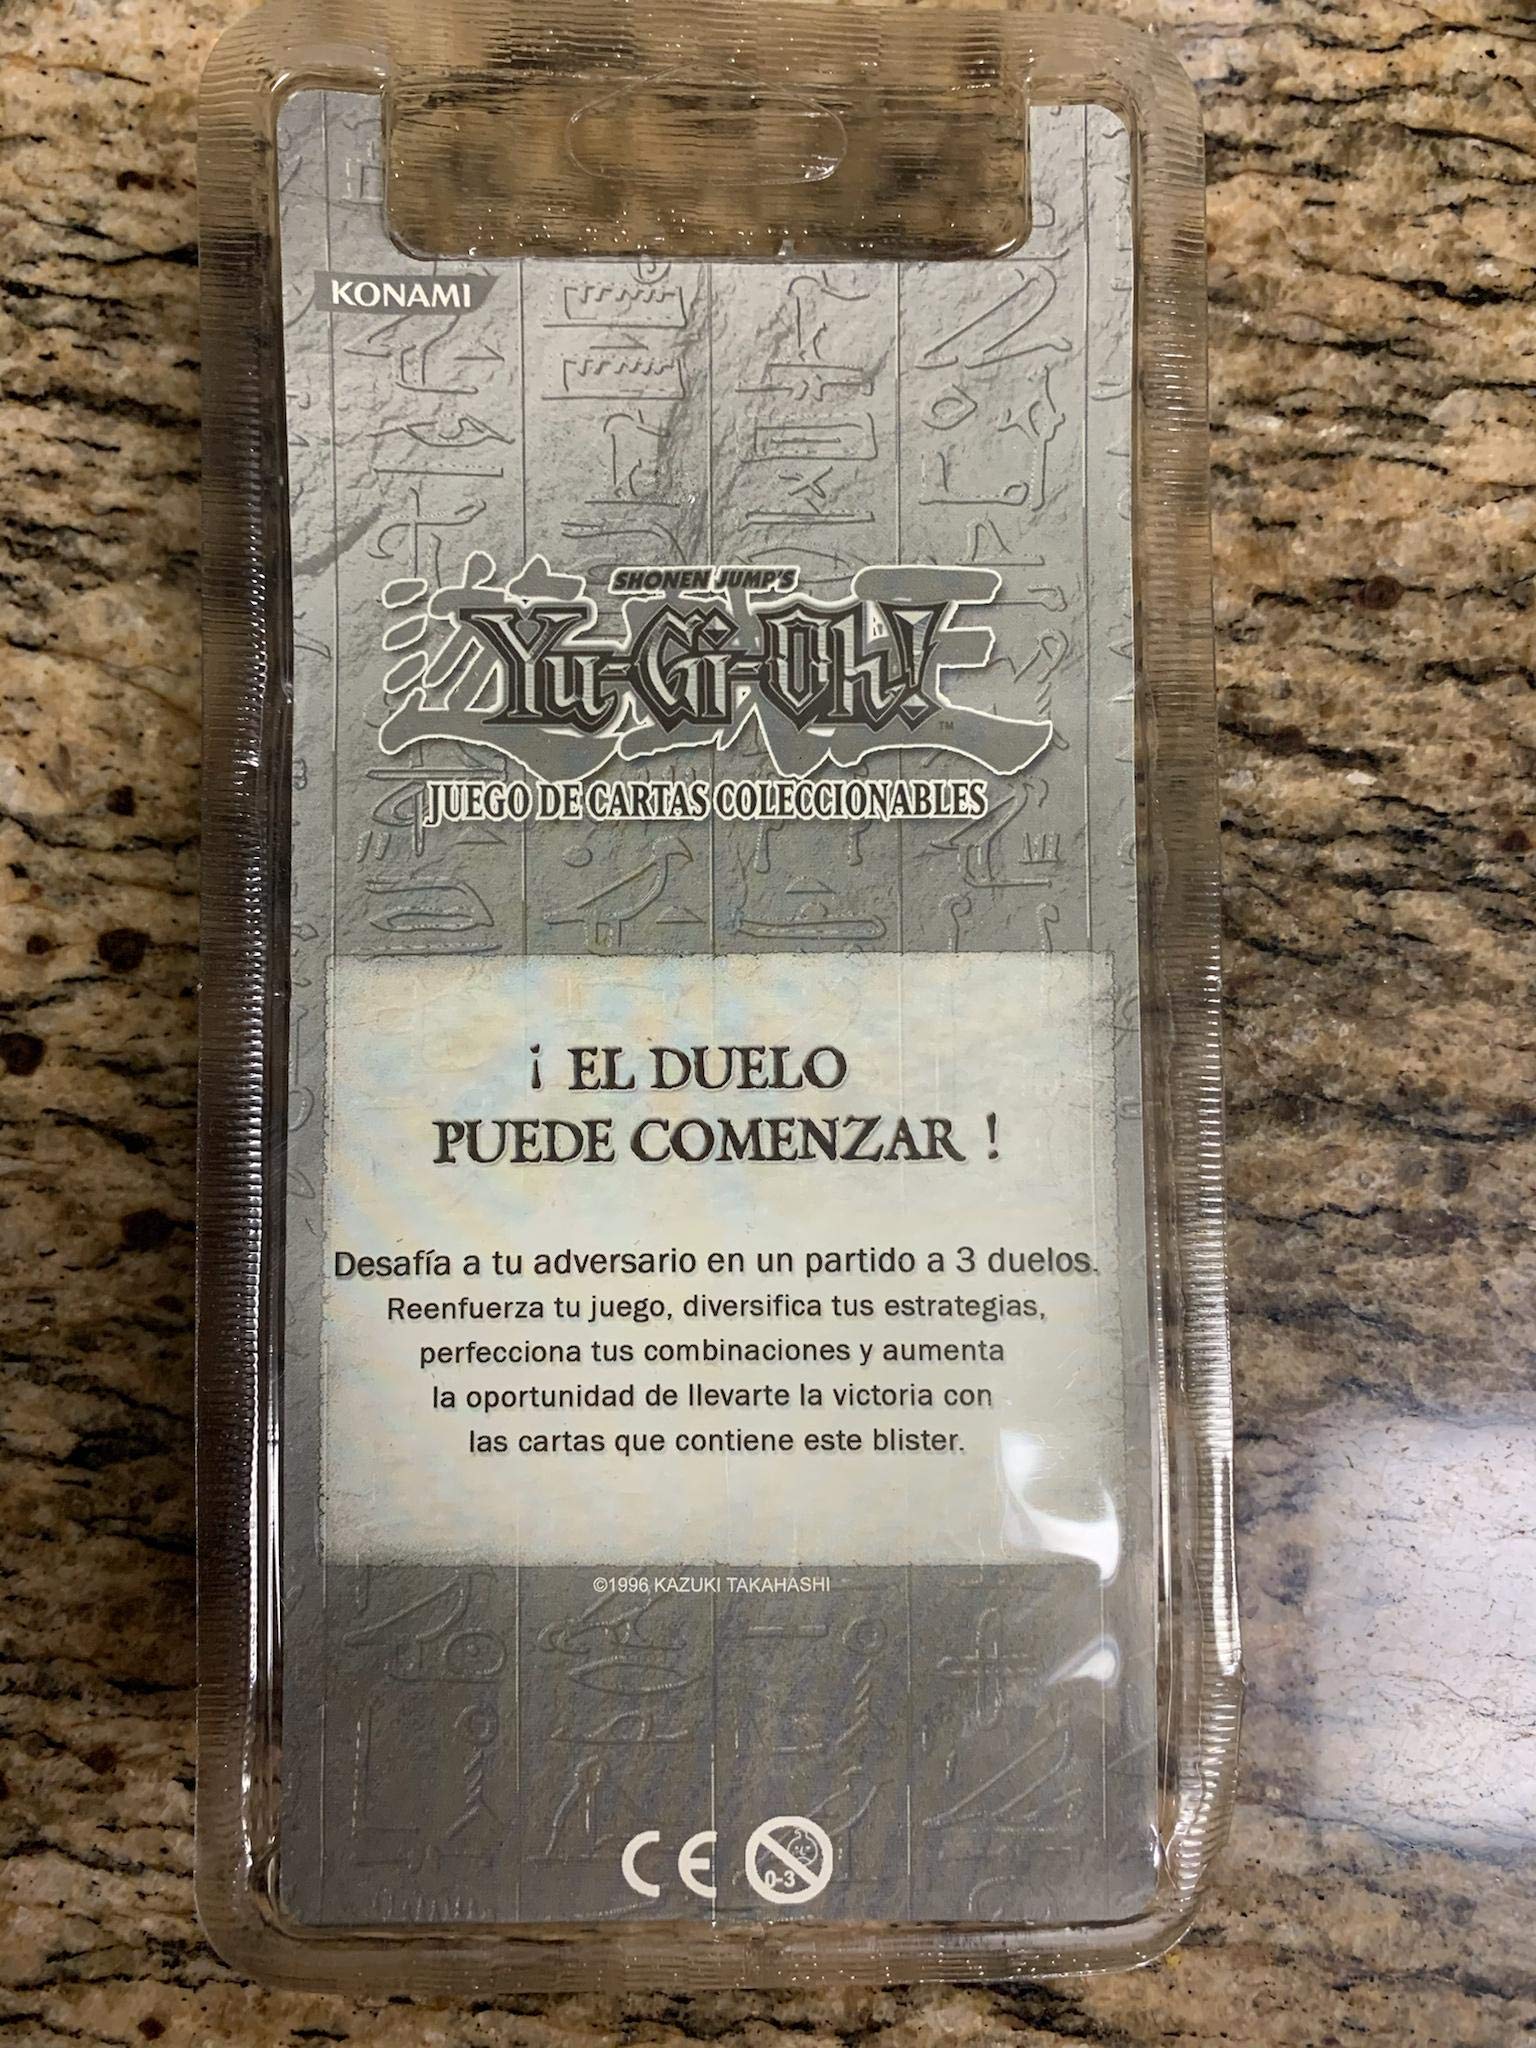 KONAMI
SHONEN JUMP'S
Yu-Gi-Oh!
™
JUEGO DE CARTAS COLECCIONABLES
¡ EL DUELO
PUEDE COMENZAR !
Desafía a tu adversario en un partido a 3 duelos.
Reenfuerza tu juego, diversifica tus estrategias,
perfecciona tus combinaciones y aumenta
la oportunidad de llevarte la victoria con
las cartas que contiene este blister.
©1996 KAZUKI TAKAHASHI
CE
0-3